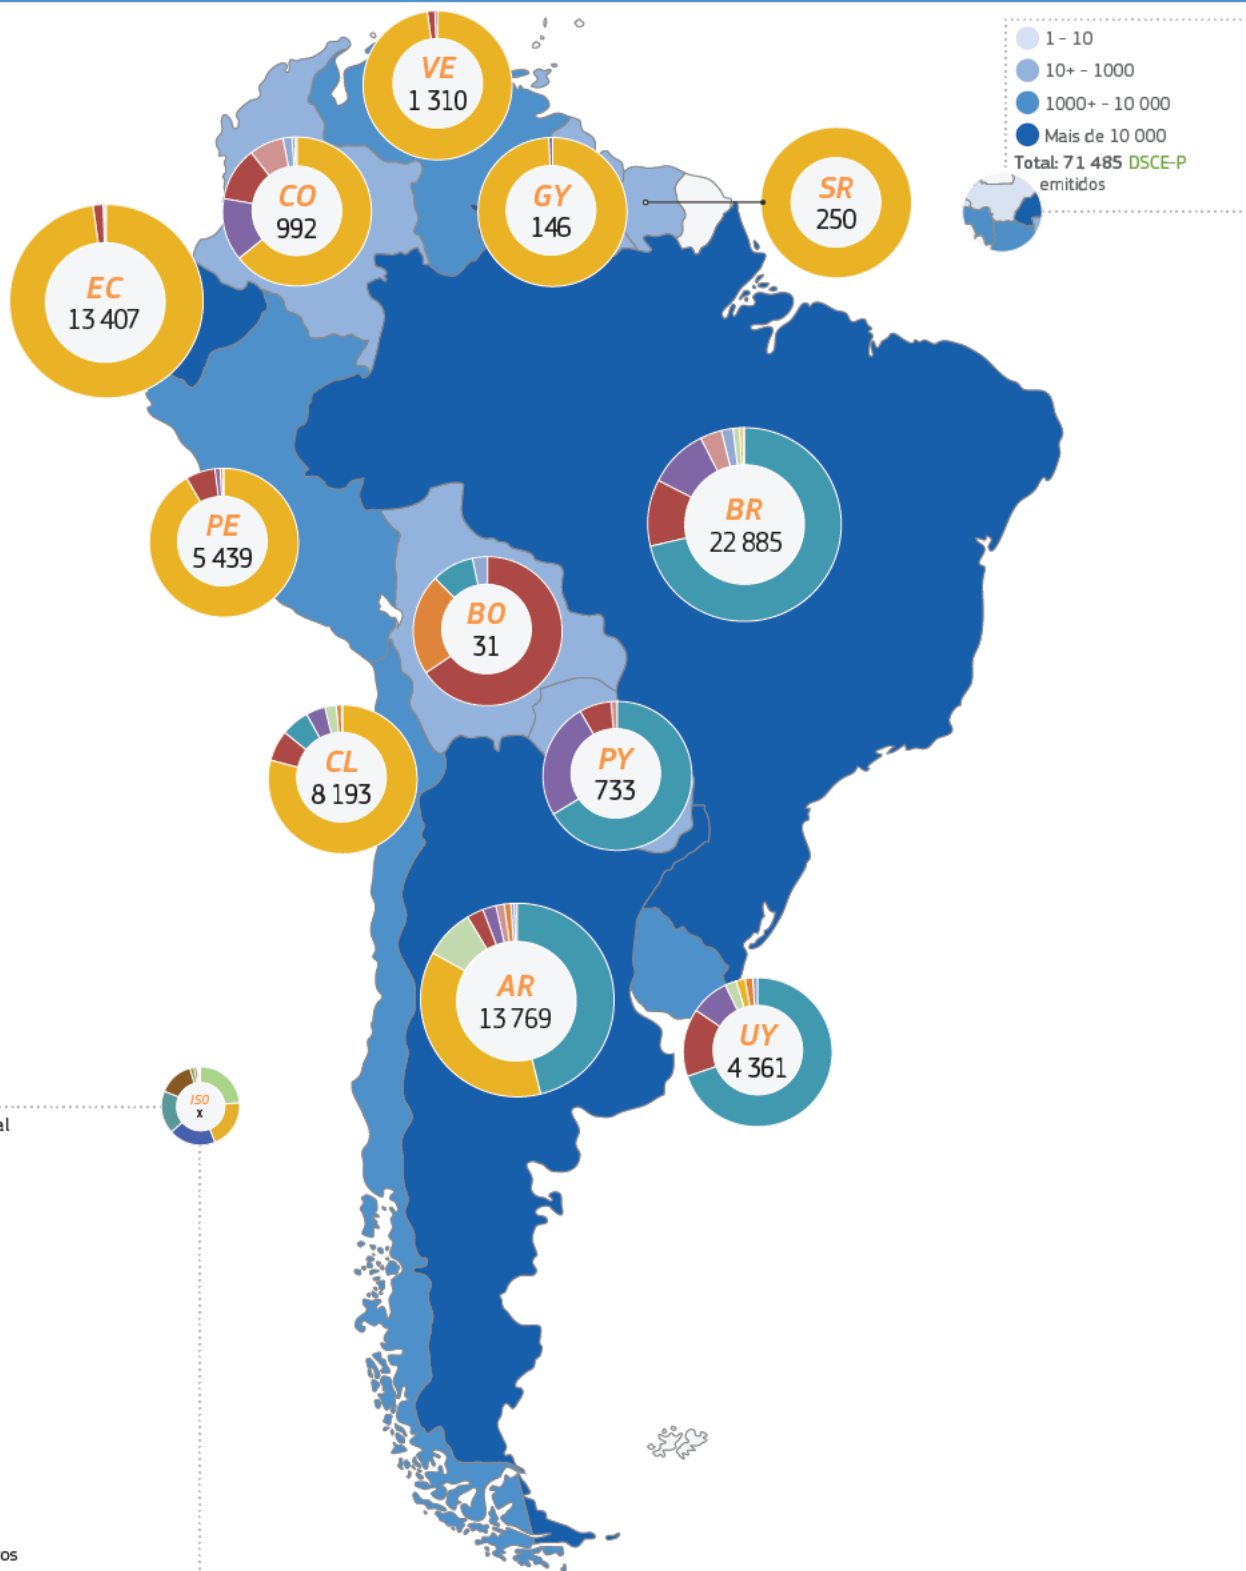 1 - 10
10+ - 1000
1000+ - 10 000
Mais de 10 000
Total: 71 485 DSCE-P
emitidos
VE
1 310
CO
992
GY
146
SR
250
EC
13 407
PE
5 439
BR
22 885
BO
31
CL
8 193
PY
733
AR
13 769
UY
4 361
ISO
x
al
os